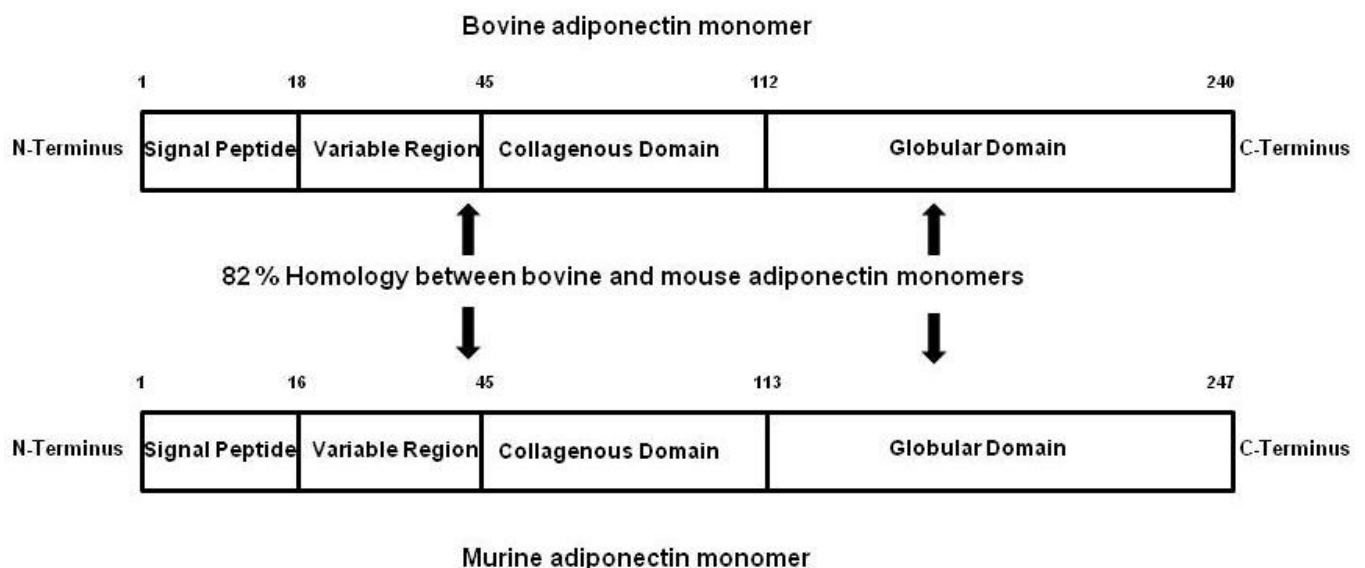 Bovine adiponectin monomer
1 18 45 112 240
N-Terminus Signal Peptide Variable Region Collagenous Domain Globular Domain C-Terminus
82 % Homology between bovine and mouse adiponectin monomers
1 16 45 113 247
N-Terminus Signal Peptide Variable Region Collagenous Domain Globular Domain C-Terminus
Murine adiponectin monomer